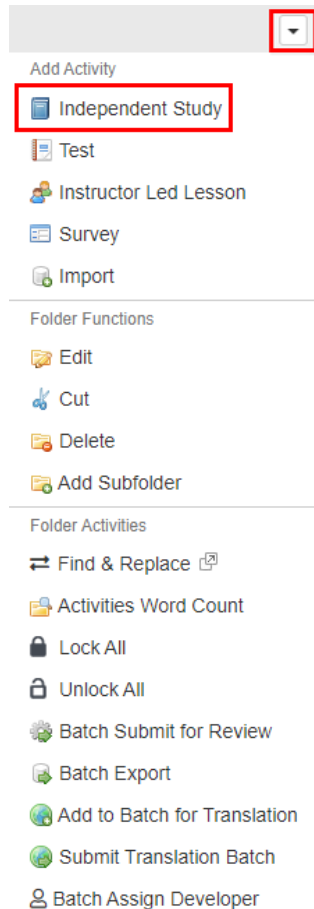 Add Activity
Independent Study
Test
Instructor Led Lesson
Survey
Import
Folder Functions
Edit
Cut
Delete
Add Subfolder
Folder Activities
Find & Replace
Activities Word Count
Lock All
Unlock All
Batch Submit for Review
Batch Export
Add to Batch for Translation
Submit Translation Batch
Batch Assign Developer